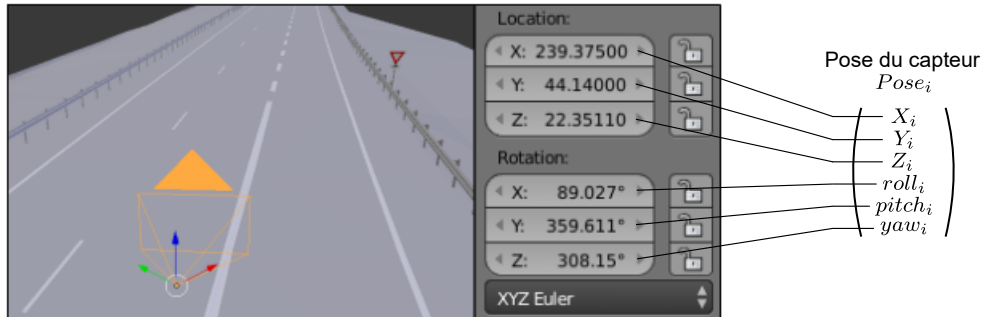 Location:
X: 239.37500
Y: 44.14000
Z: 22.35110
Rotation:
X: 89.027°
Y: 359.611°
Z: 308.15°
XYZ Euler
Pose du capteur
Pose_i
X_i
Y_i
Z_i
roll_i
pitch_i
yaw_i